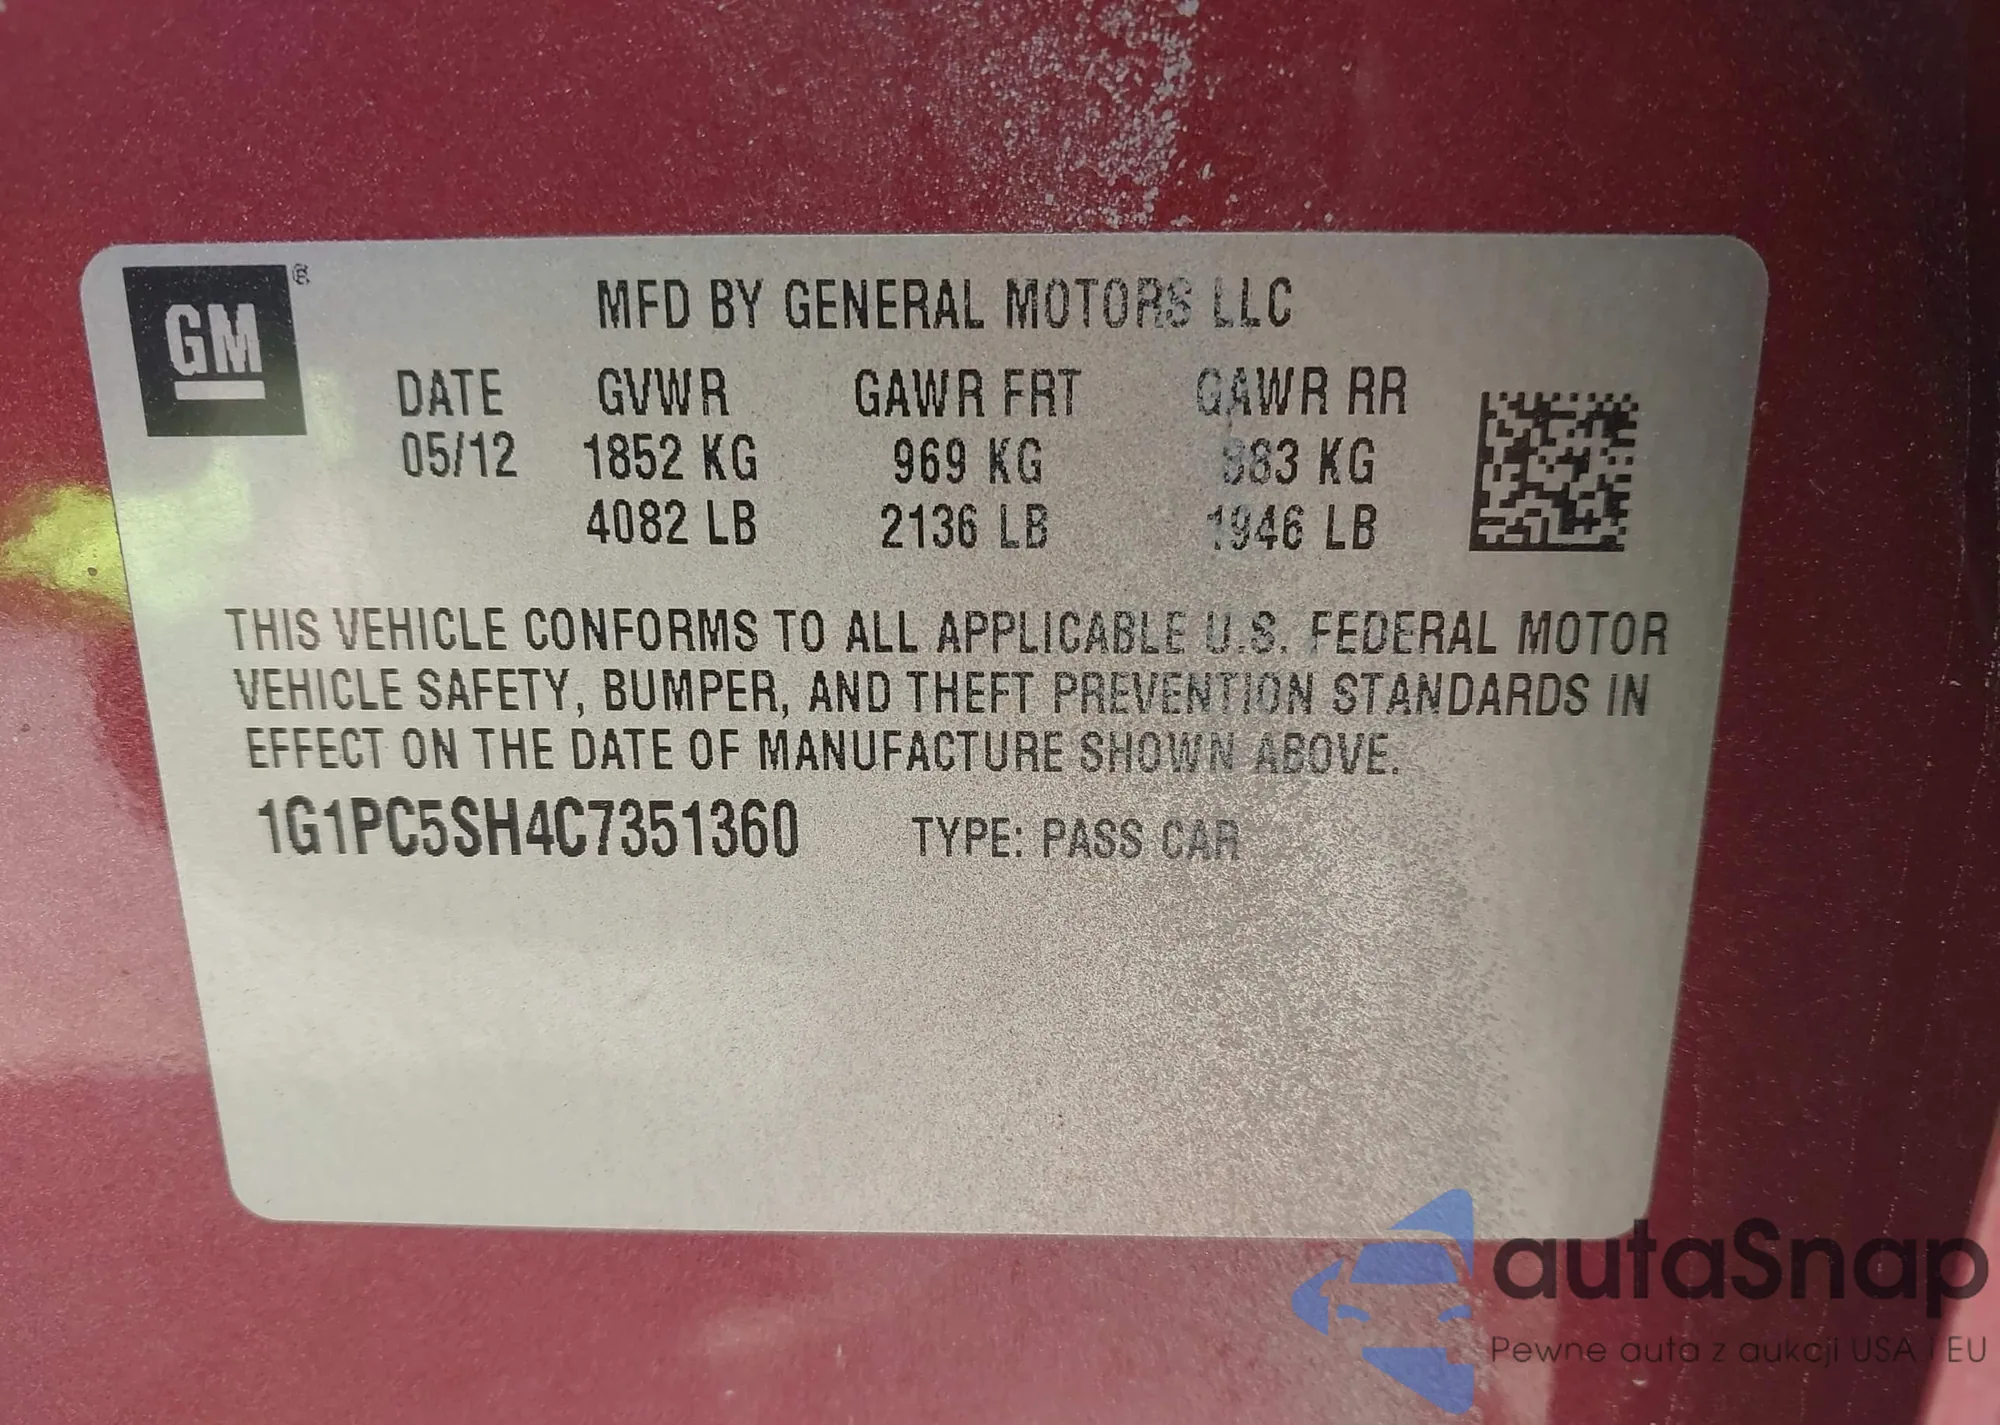 GM ®
MFD BY GENERAL MOTORS LLC
DATE GVWR GAWR FRT GAWR RR
05/12 1852 KG 969 KG 883 KG
4082 LB 2136 LB 1946 LB
THIS VEHICLE CONFORMS TO ALL APPLICABLE U.S. FEDERAL MOTOR
VEHICLE SAFETY, BUMPER, AND THEFT PREVENTION STANDARDS IN
EFFECT ON THE DATE OF MANUFACTURE SHOWN ABOVE.
1G1PC5SH4C7351360 TYPE: PASS CAR
autaSnap
Pewne auta z aukcji USA i EU